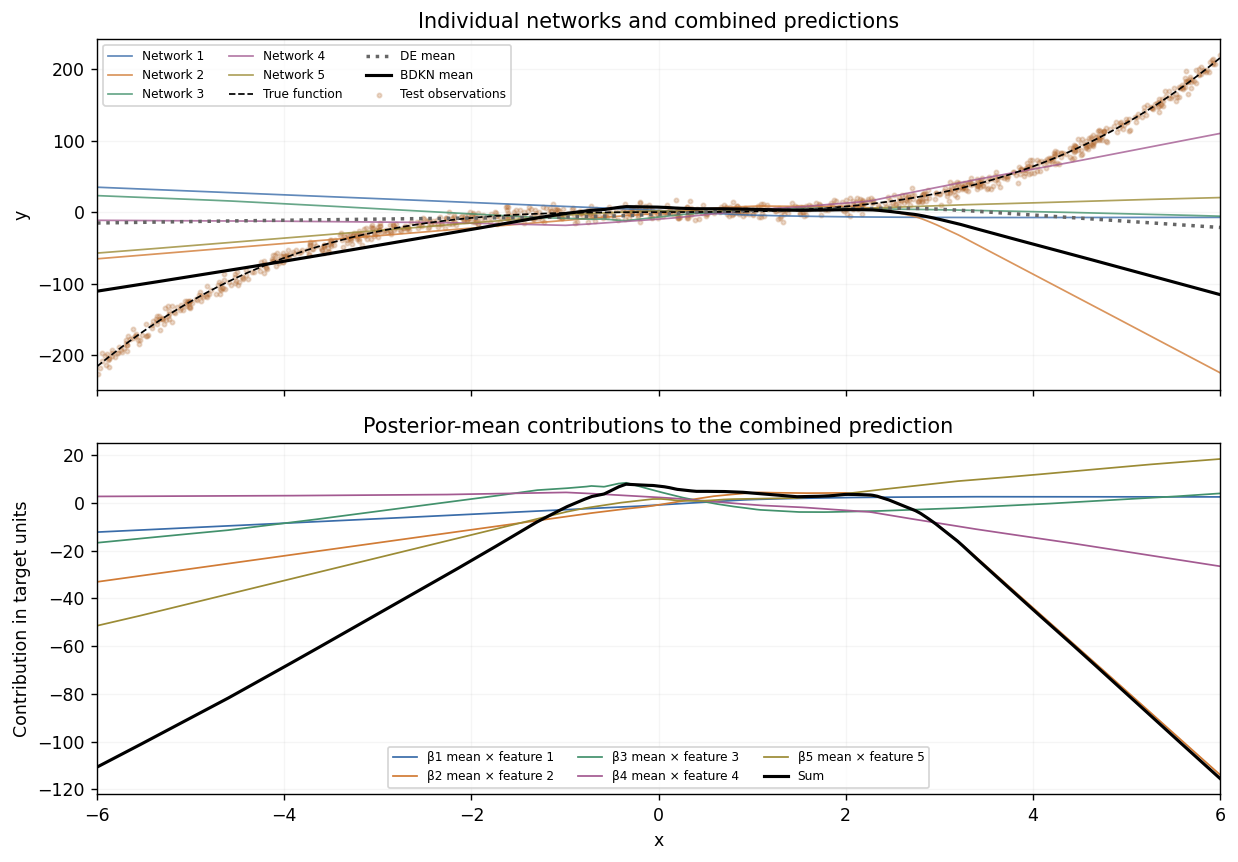 Individual networks and combined predictions
Network 1
Network 2
Network 3
Network 4
Network 5
True function
DE mean
BDKN mean
Test observations
y
200
100
0
−100
−200
Posterior-mean contributions to the combined prediction
Contribution in target units
20
0
−20
−40
−60
−80
−100
−120
β1 mean × feature 1
β2 mean × feature 2
β3 mean × feature 3
β4 mean × feature 4
β5 mean × feature 5
Sum
−6
−4
−2
0
2
4
6
x